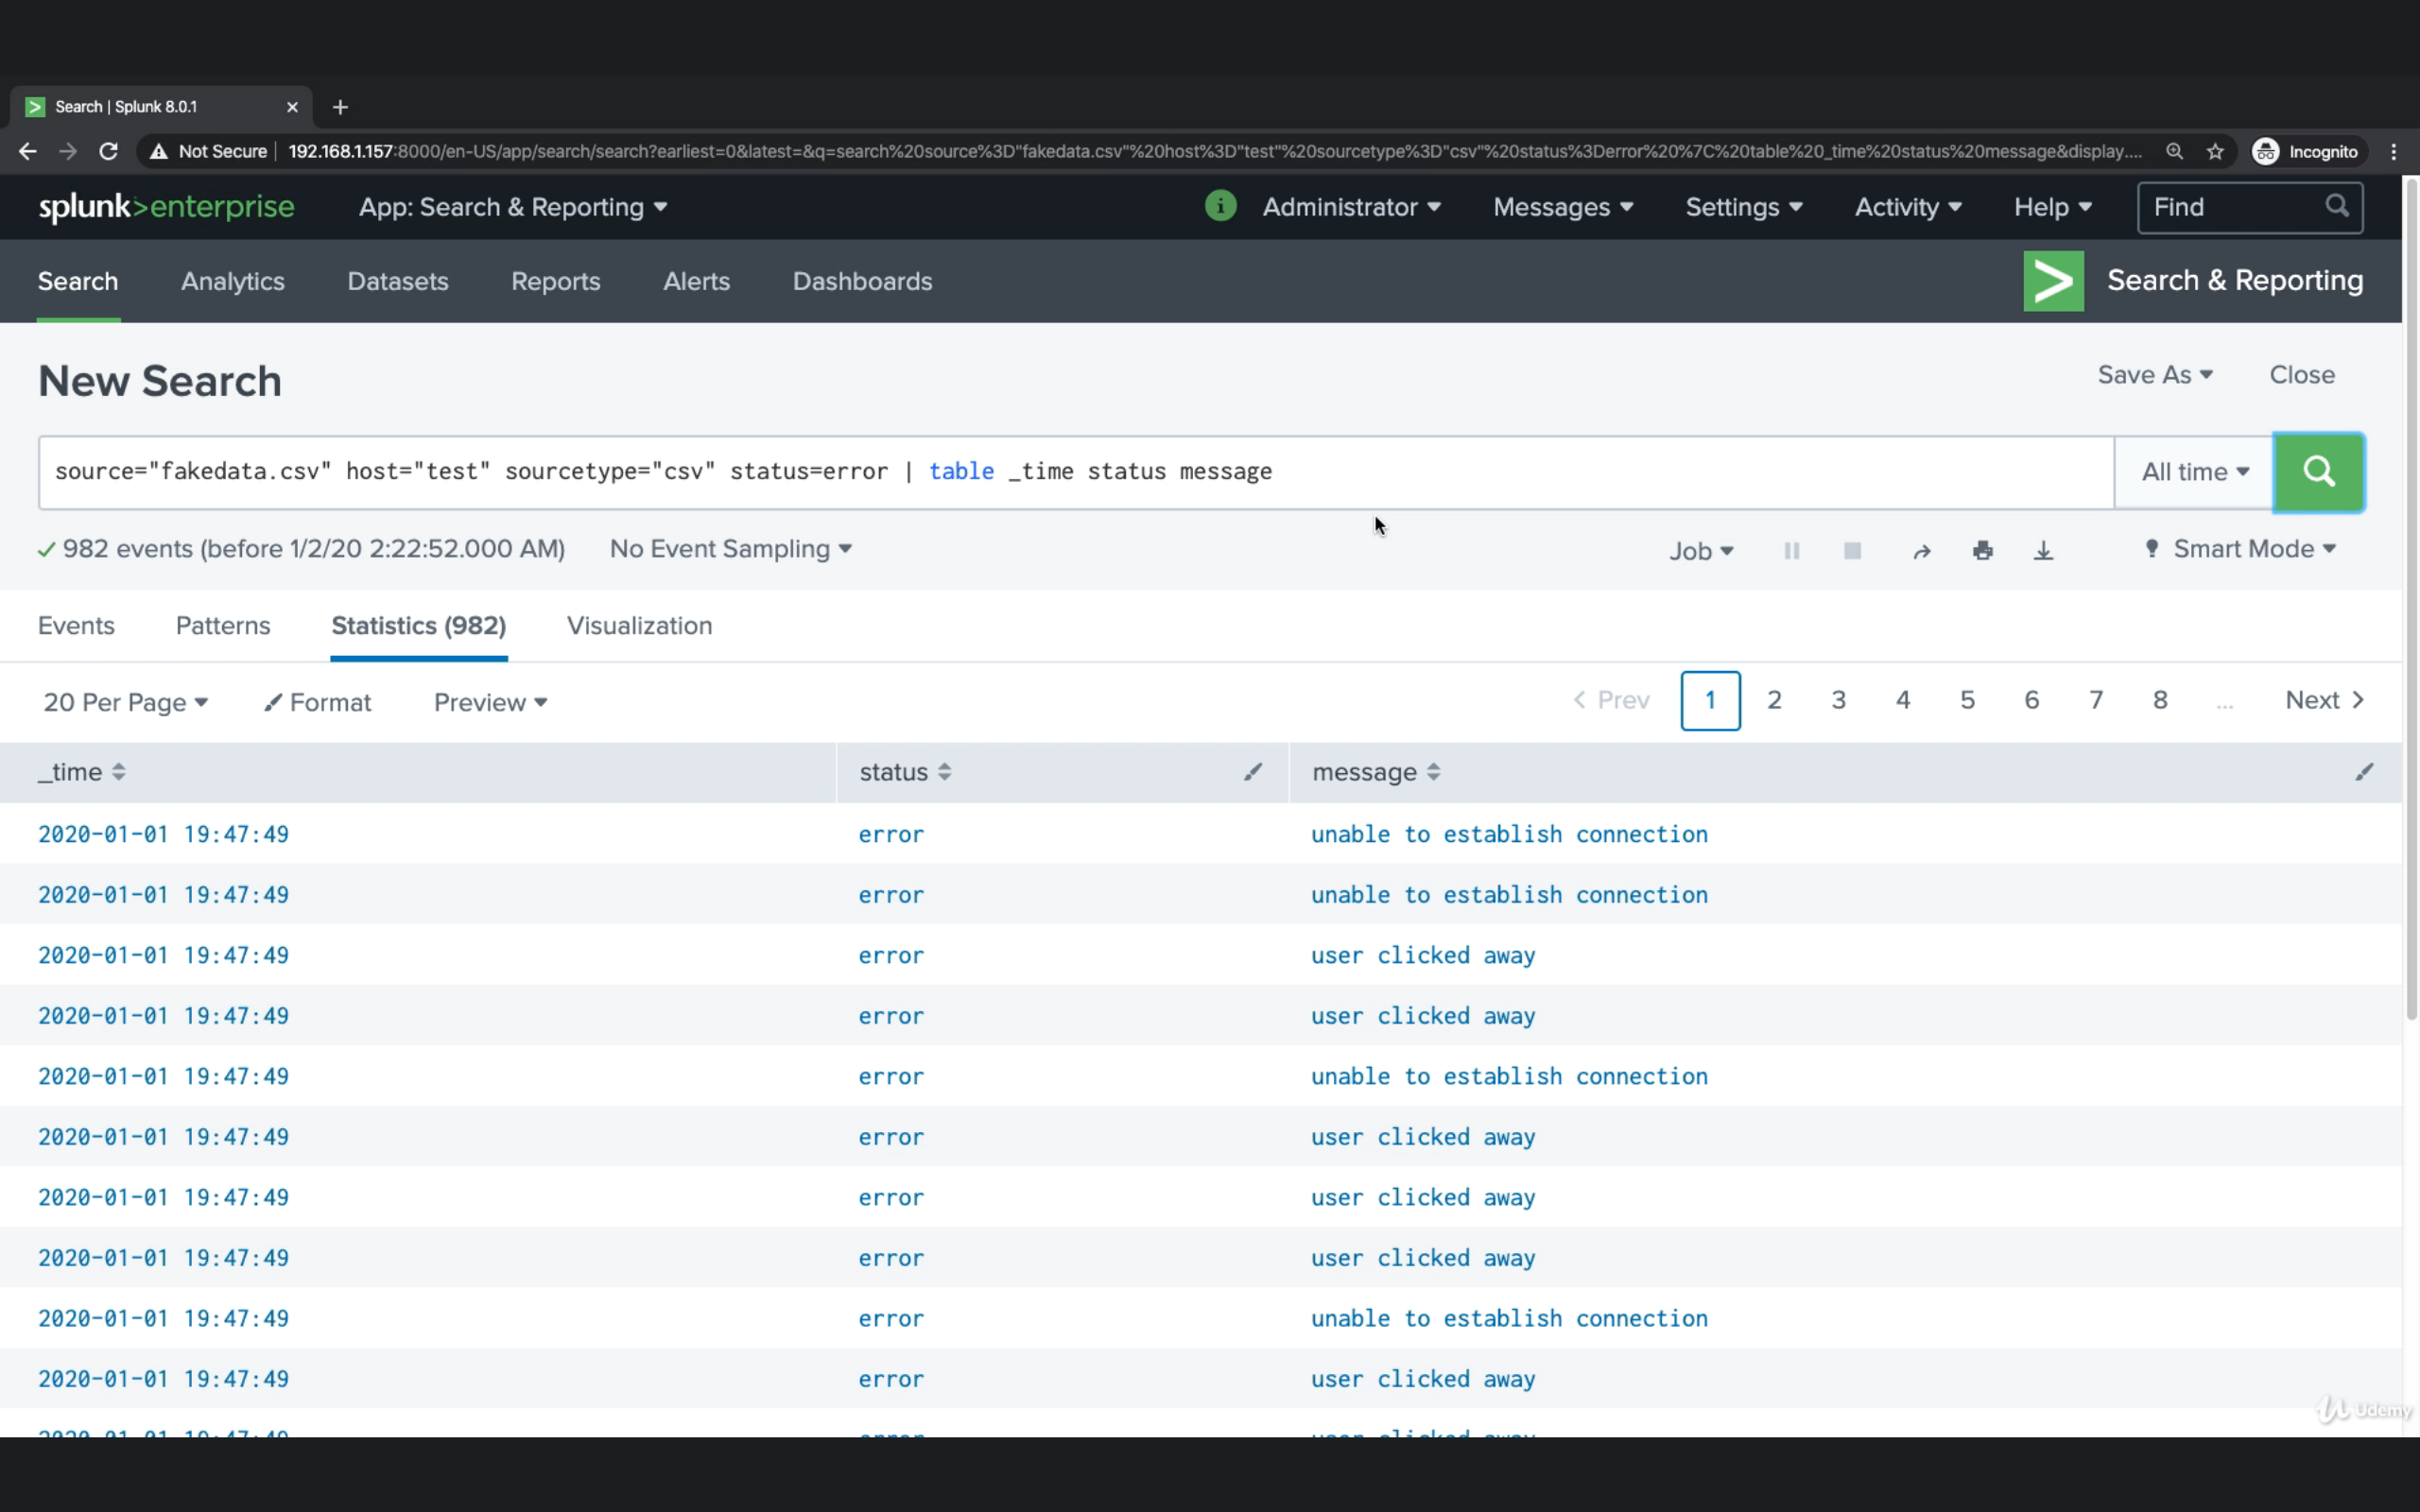 Search | Splunk 8.0.1
Not Secure 192.168.1.157:8000/en-US/app/search/search?earliest=0&latest=&q=search%20source%3D"fakedata.csv"%20host%3D"test"%20sourcetype%3D"csv"%20status%3Derror%20%7C%20table%20_time%20status%20message&display.... Incognito
splunk>enterprise App: Search & Reporting i Administrator Messages Settings Activity Help Find
Search Analytics Datasets Reports Alerts Dashboards > Search & Reporting
New Search Save As Close
source="fakedata.csv" host="test" sourcetype="csv" status=error | table _time status message All time
982 events (before 1/2/20 2:22:52.000 AM) No Event Sampling Job Smart Mode
Events Patterns Statistics (982) Visualization
20 Per Page Format Preview < Prev 1 2 3 4 5 6 7 8 ... Next >
_time status message
2020-01-01 19:47:49 error unable to establish connection
2020-01-01 19:47:49 error unable to establish connection
2020-01-01 19:47:49 error user clicked away
2020-01-01 19:47:49 error user clicked away
2020-01-01 19:47:49 error unable to establish connection
2020-01-01 19:47:49 error user clicked away
2020-01-01 19:47:49 error user clicked away
2020-01-01 19:47:49 error user clicked away
2020-01-01 19:47:49 error unable to establish connection
2020-01-01 19:47:49 error user clicked away
2020-01-01 19:47:49 error user clicked away
Udemy